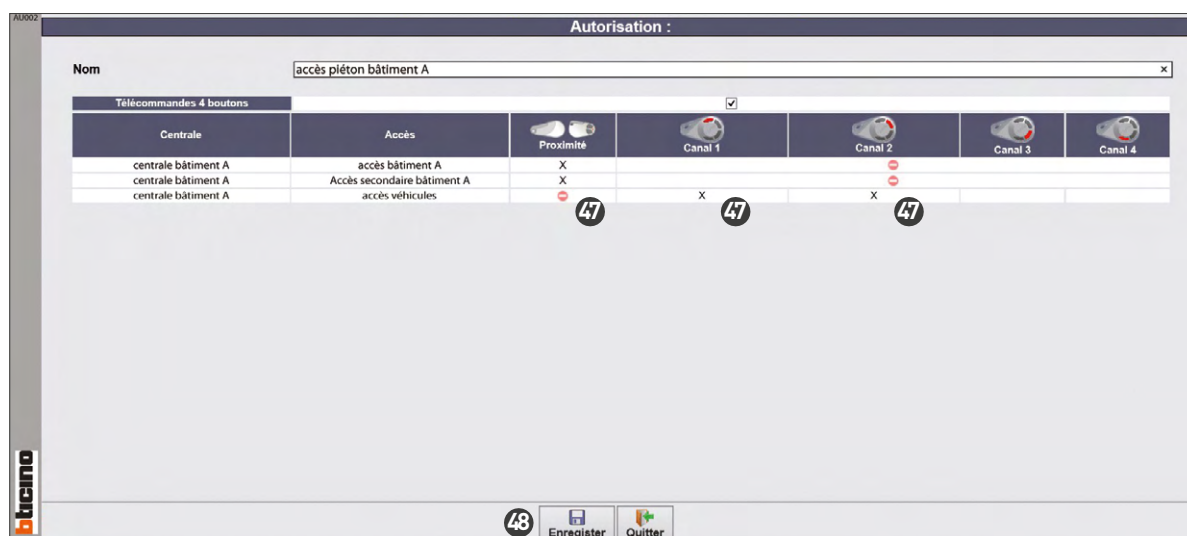 AU002
Autorisation :
Nom accès piéton bâtiment A x
Télécommandes 4 boutons
Centrale Accès Proximité Canal 1 Canal 2 Canal 3 Canal 4
centrale bâtiment A accès bâtiment A X
centrale bâtiment A Accès secondaire bâtiment A X
centrale bâtiment A accès véhicules X X
47 47 47
bticino
48 Enregister Quitter